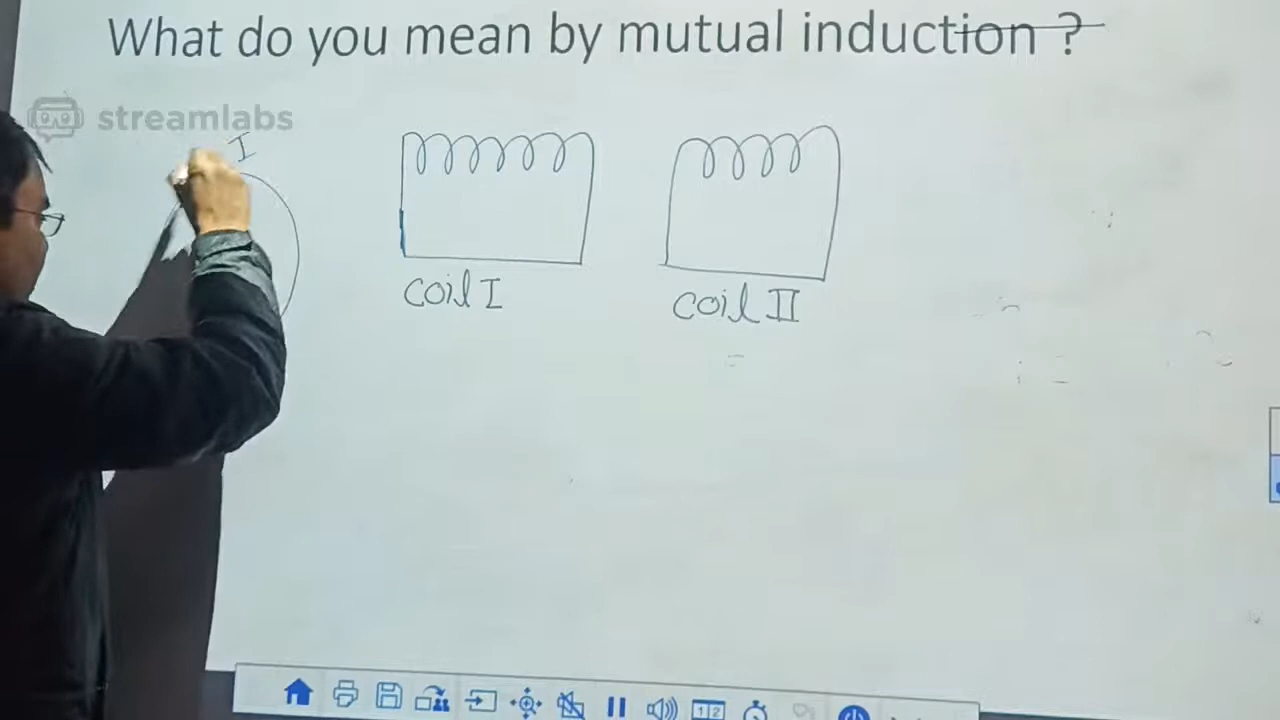 What do you mean by mutual induction ?
streamlabs
I
coil I
coil II